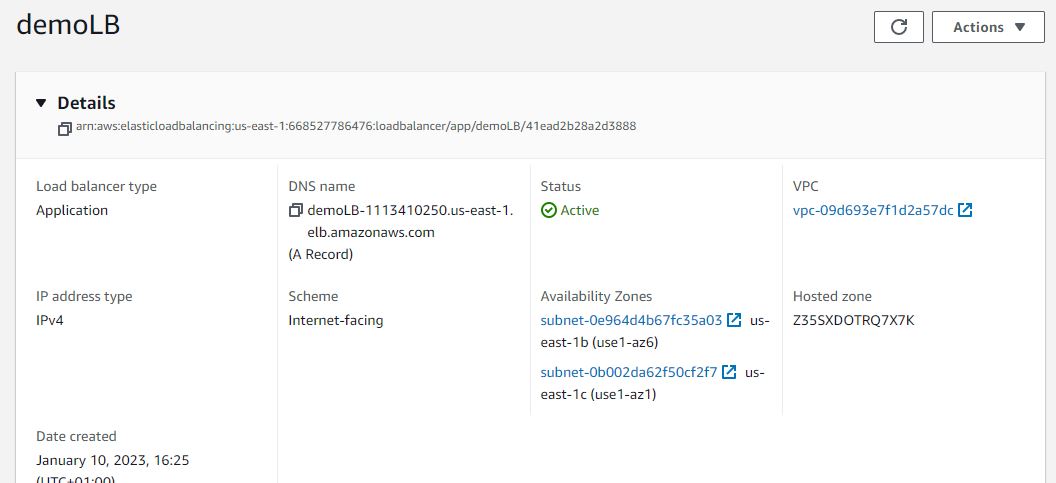 demoLB
Actions
Details
arn:aws:elasticloadbalancing:us-east-1:668527786476:loadbalancer/app/demoLB/41ead2b28a2d3888
Load balancer type
Application
DNS name
demoLB-1113410250.us-east-1.
elb.amazonaws.com
(A Record)
Status
Active
VPC
vpc-09d693e7f1d2a57dc
IP address type
IPv4
Scheme
Internet-facing
Availability Zones
subnet-0e964d4b67fc35a03 us-
east-1b (use1-az6)
subnet-0b002da62f50cf2f7 us-
east-1c (use1-az1)
Hosted zone
Z35SXDOTRQ7X7K
Date created
January 10, 2023, 16:25
(UTC+01:00)